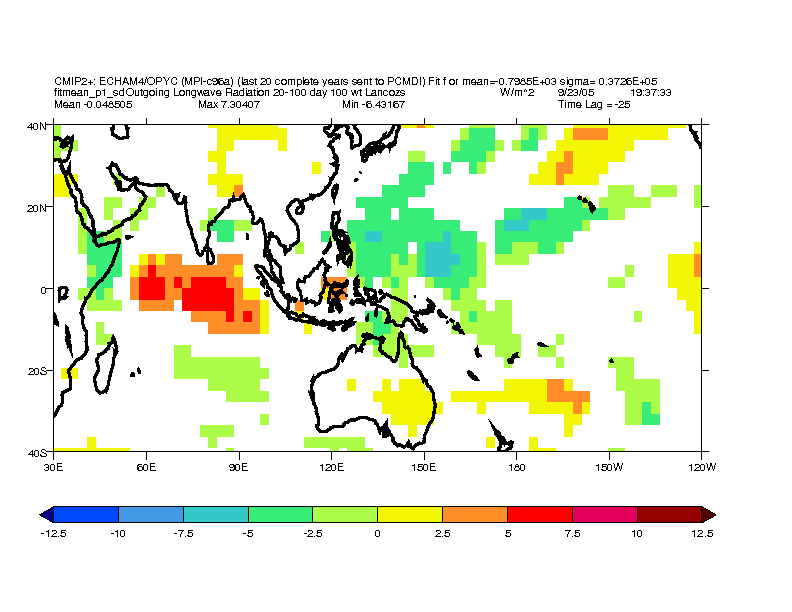 CMIP2+: ECHAM4/OPYC (MPI-c96a) (last 20 complete years sent to PCMDI) Fit for mean=-0.7985E+03 sigma= 0.3726E+05
fitmean_p1_sdOutgoing Longwave Radiation 20-100 day 100 wt Lanczos W/m^2 9/23/05 19:37:33
Mean -0.048505 Max 7.30407 Min -6.43167 Time Lag = -25
40N
20N
0
20S
40S
30E 60E 90E 120E 150E 180 150W 120W
-12.5 -10 -7.5 -5 -2.5 0 2.5 5 7.5 10 12.5